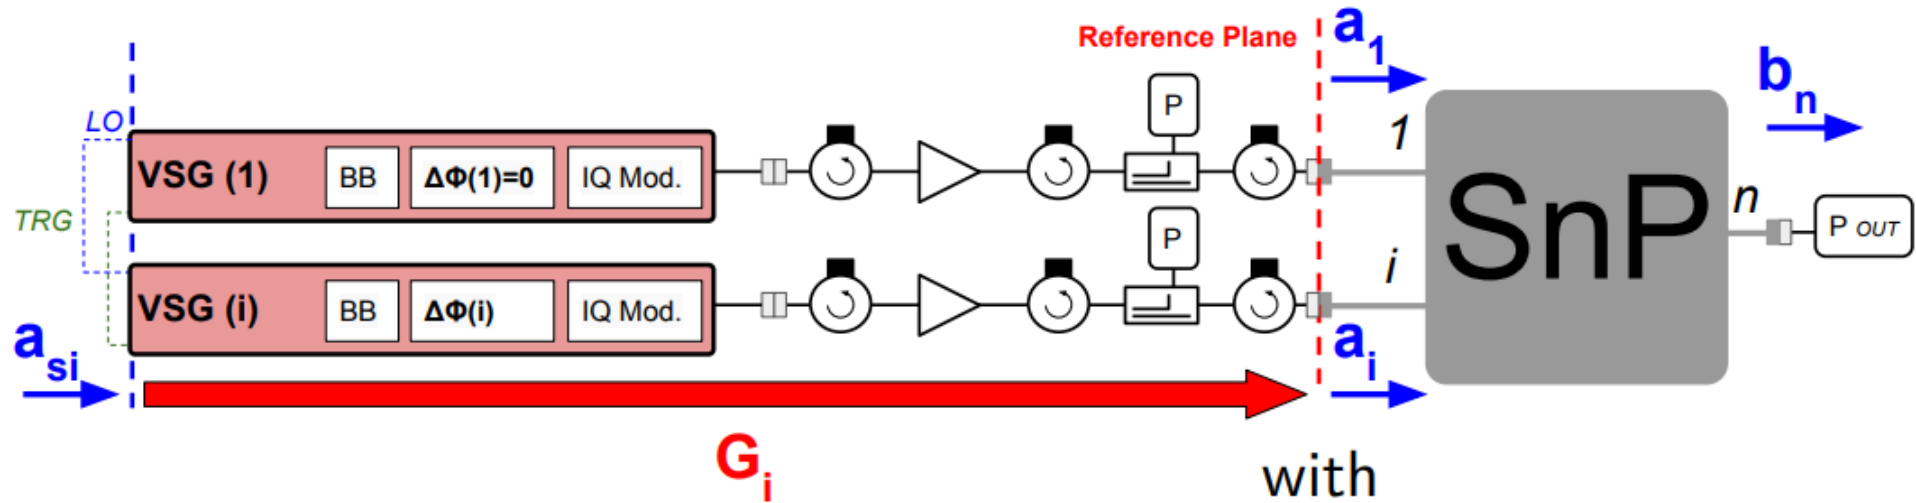 Reference Plane
a1
bn
LO
P
1
VSG (1) BB ΔΦ(1)=0 IQ Mod.
SnP
n
TRG
P
P OUT
i
VSG (i) BB ΔΦ(i) IQ Mod.
asi
ai
Gi
with